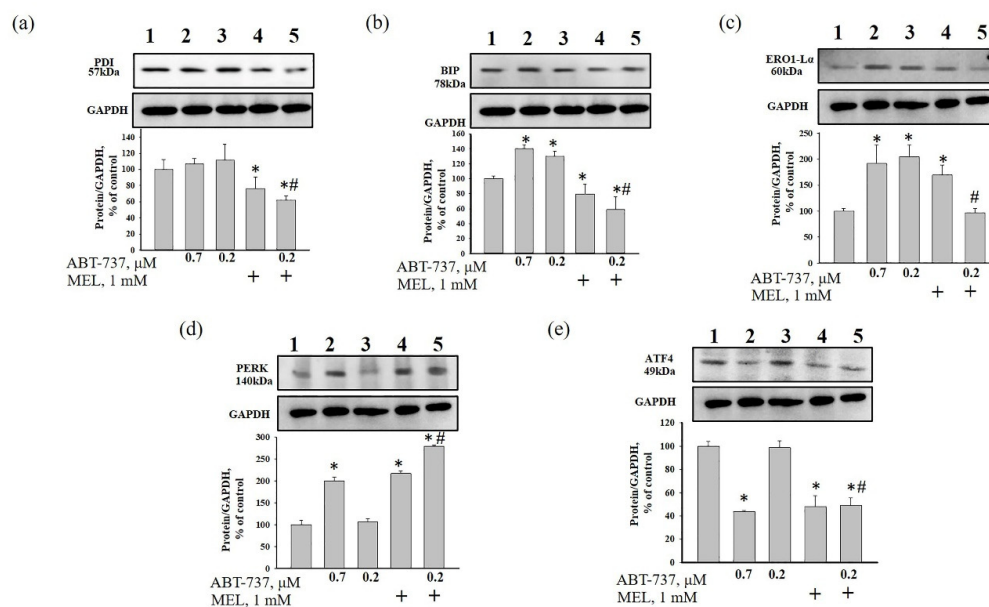 (a)
1 2 3 4 5
PDI
57kDa
GAPDH
Protein/GAPDH,
% of control
140
120
100
80
60
40
20
0
*
*#
ABT-737, μM 0.7 0.2 0.2
MEL, 1 mM + +
(b)
1 2 3 4 5
BIP
78kDa
GAPDH
Protein/GAPDH,
% of control
160
140
120
100
80
60
40
20
0
* * * *#
ABT-737, μM 0.7 0.2 0.2
MEL, 1 mM + +
(c)
1 2 3 4 5
ERO1-Lα
60kDa
GAPDH
Protein/GAPDH,
% of control
250
200
150
100
50
0
* * * #
ABT-737, μM 0.7 0.2 0.2
MEL, 1 mM + +
(d)
1 2 3 4 5
PERK
140kDa
GAPDH
Protein/GAPDH,
% of control
300
250
200
150
100
50
0
* * *#
ABT-737, μM 0.7 0.2 0.2
MEL, 1 mM + +
(e)
1 2 3 4 5
ATF4
49kDa
GAPDH
Protein/GAPDH,
% of control
120
100
80
60
40
20
0
* * *#
ABT-737, μM 0.7 0.2 0.2
MEL, 1 mM + +